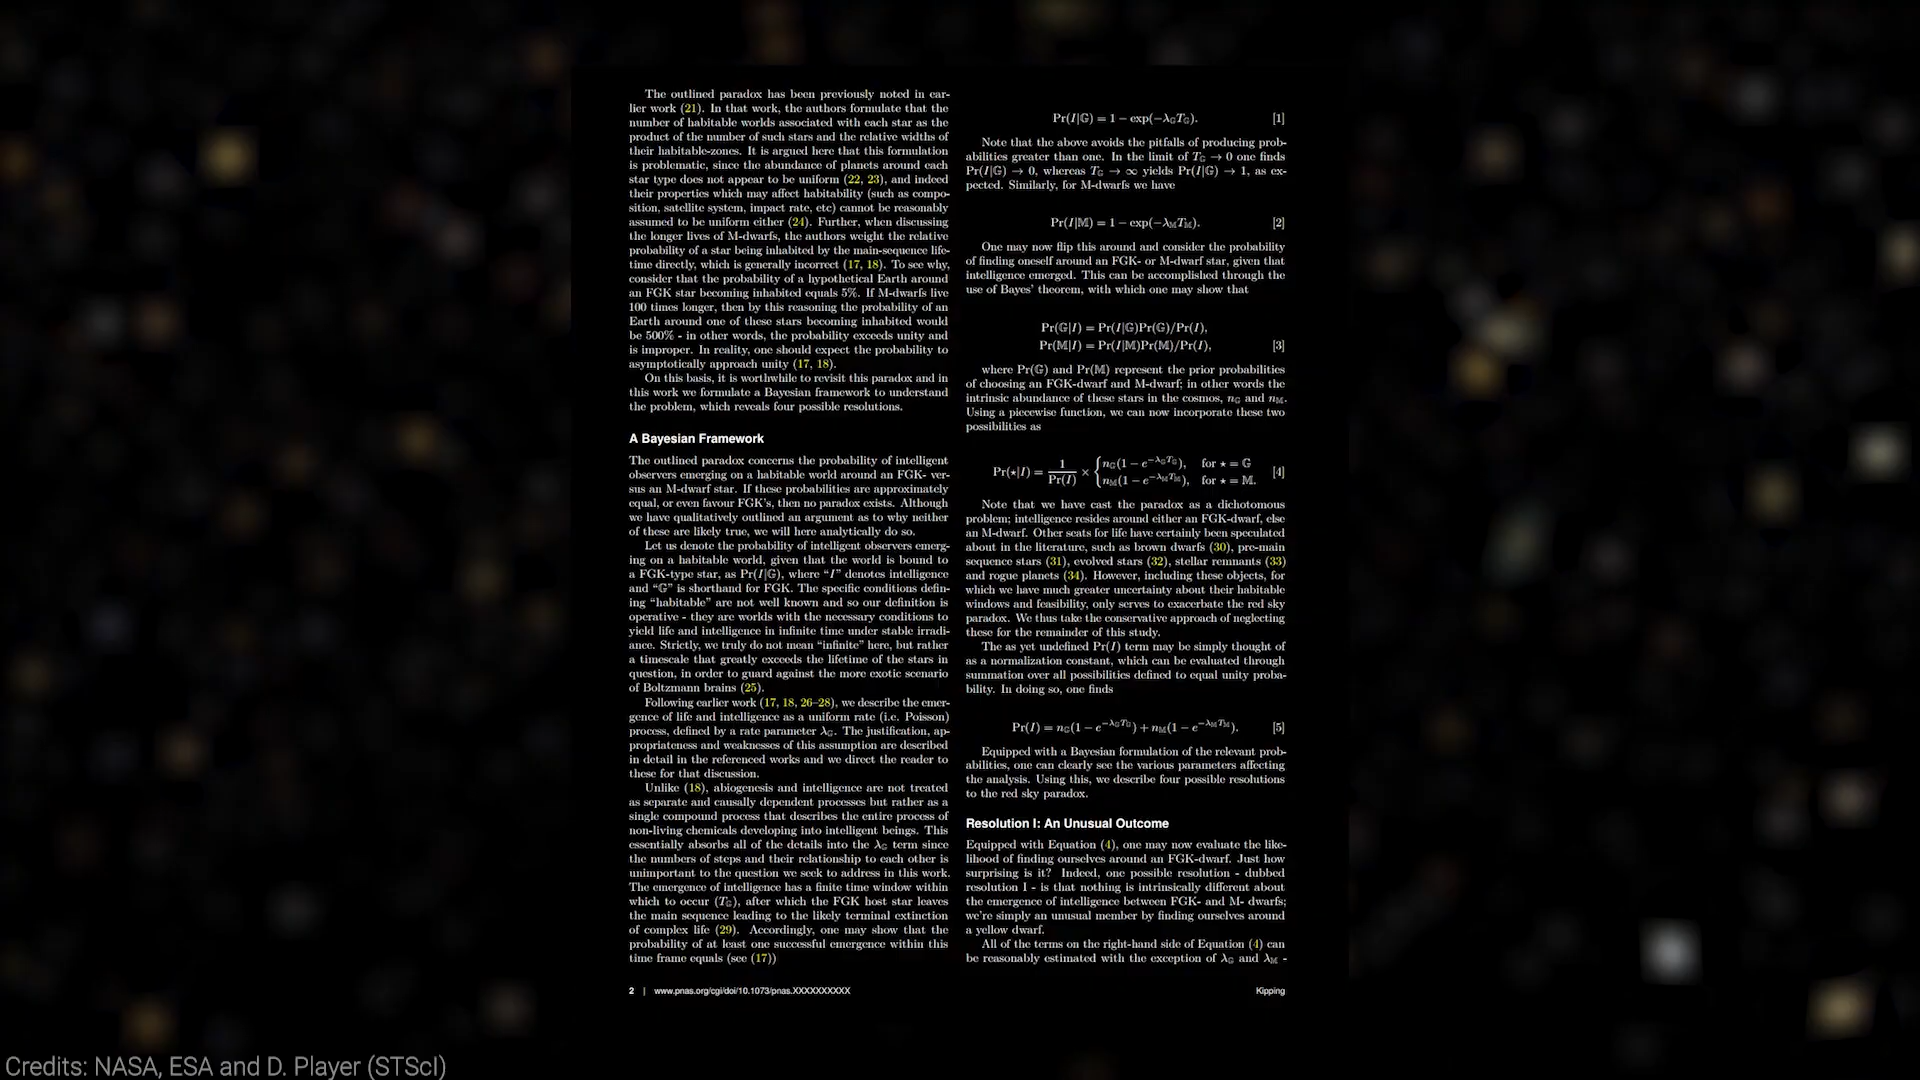 The outlined paradox has been previously noted in ear-
lier work (21). In that work, the authors formulate that the
number of habitable worlds associated with each star as the
product of the number of such stars and the relative widths of
their habitable-zones. It is argued here that this formulation
is problematic, since the abundance of planets around each
star type does not appear to be uniform (22, 23), and indeed
their properties which may affect habitability (such as compo-
sition, satellite system, impact rate, etc) cannot be reasonably
assumed to be uniform either (24). Further, when discussing
the longer lives of M-dwarfs, the authors weight the relative
probability of a star being inhabited by the main-sequence life-
time directly, which is generally incorrect (17, 18). To see why,
consider that the probability of a hypothetical Earth around
an FGK star becoming inhabited equals 5%. If M-dwarfs live
100 times longer, then by this reasoning the probability of an
Earth around one of these stars becoming inhabited would
be 500% - in other words, the probability exceeds unity and
is improper. In reality, one should expect the probability to
asymptotically approach unity (17, 18).
On this basis, it is worthwhile to revisit this paradox and in
this work we formulate a Bayesian framework to understand
the problem, which reveals four possible resolutions.
A Bayesian Framework
The outlined paradox concerns the probability of intelligent
observers emerging on a habitable world around an FGK- ver-
sus an M-dwarf star. If these probabilities are approximately
equal, or even favour FGK's, then no paradox exists. Although
we have qualitatively outlined an argument as to why neither
of these are likely true, we will here analytically do so.
Let us denote the probability of intelligent observers emerg-
ing on a habitable world, given that the world is bound to
a FGK-type star, as Pr(I|𝔾), where “I” denotes intelligence
and “𝔾” is shorthand for FGK. The specific conditions defin-
ing “habitable” are not well known and so our definition is
operative - they are worlds with the necessary conditions to
yield life and intelligence in infinite time under stable irradi-
ance. Strictly, we truly do not mean “infinite” here, but rather
a timescale that greatly exceeds the lifetime of the stars in
question, in order to guard against the more exotic scenario
of Boltzmann brains (25).
Following earlier work (17, 18, 26–28), we describe the emer-
gence of life and intelligence as a uniform rate (i.e. Poisson)
process, defined by a rate parameter λ_𝔾. The justification, ap-
propriateness and weaknesses of this assumption are described
in detail in the referenced works and we direct the reader to
these for that discussion.
Unlike (18), abiogenesis and intelligence are not treated
as separate and causally dependent processes but rather as a
single compound process that describes the entire process of
non-living chemicals developing into intelligent beings. This
essentially absorbs all of the details into the λ_𝔾 term since
the numbers of steps and their relationship to each other is
unimportant to the question we seek to address in this work.
The emergence of intelligence has a finite time window within
which to occur (T_𝔾), after which the FGK host star leaves
the main sequence leading to the likely terminal extinction
of complex life (29). Accordingly, one may show that the
probability of at least one successful emergence within this
time frame equals (see (17))
Pr(I|𝔾) = 1 − exp(−λ_𝔾T_𝔾). [1]
Note that the above avoids the pitfalls of producing prob-
abilities greater than one. In the limit of T_𝔾 → 0 one finds
Pr(I|𝔾) → 0, whereas T_𝔾 → ∞ yields Pr(I|𝔾) → 1, as ex-
pected. Similarly, for M-dwarfs we have
Pr(I|𝕄) = 1 − exp(−λ_𝕄T_𝕄). [2]
One may now flip this around and consider the probability
of finding oneself around an FGK- or M-dwarf star, given that
intelligence emerged. This can be accomplished through the
use of Bayes' theorem, with which one may show that
Pr(𝔾|I) = Pr(I|𝔾)Pr(𝔾)/Pr(I),
Pr(𝕄|I) = Pr(I|𝕄)Pr(𝕄)/Pr(I), [3]
where Pr(𝔾) and Pr(𝕄) represent the prior probabilities
of choosing an FGK-dwarf and M-dwarf; in other words the
intrinsic abundance of these stars in the cosmos, n_𝔾 and n_𝕄.
Using a piecewise function, we can now incorporate these two
possibilities as
Pr(⋆|I) = 1/Pr(I) × { n_𝔾(1 − e^{−λ_𝔾T_𝔾}), for ⋆ = 𝔾 [4]
n_𝕄(1 − e^{−λ_𝕄T_𝕄}), for ⋆ = 𝕄.
Note that we have cast the paradox as a dichotomous
problem; intelligence resides around either an FGK-dwarf, else
an M-dwarf. Other seats for life have certainly been speculated
about in the literature, such as brown dwarfs (30), pre-main
sequence stars (31), evolved stars (32), stellar remnants (33)
and rogue planets (34). However, including these objects, for
which we have much greater uncertainty about their habitable
windows and feasibility, only serves to exacerbate the red sky
paradox. We thus take the conservative approach of neglecting
these for the remainder of this study.
The as yet undefined Pr(I) term may be simply thought of
as a normalization constant, which can be evaluated through
summation over all possibilities defined to equal unity proba-
bility. In doing so, one finds
Pr(I) = n_𝔾(1 − e^{−λ_𝔾T_𝔾}) + n_𝕄(1 − e^{−λ_𝕄T_𝕄}). [5]
Equipped with a Bayesian formulation of the relevant prob-
abilities, one can clearly see the various parameters affecting
the analysis. Using this, we describe four possible resolutions
to the red sky paradox.
Resolution I: An Unusual Outcome
Equipped with Equation (4), one may now evaluate the like-
lihood of finding ourselves around an FGK-dwarf. Just how
surprising is it? Indeed, one possible resolution - dubbed
resolution I - is that nothing is intrinsically different about
the emergence of intelligence between FGK- and M- dwarfs;
we're simply an unusual member by finding ourselves around
a yellow dwarf.
All of the terms on the right-hand side of Equation (4) can
be reasonably estimated with the exception of λ_𝔾 and λ_𝕄 -
2 | www.pnas.org/cgi/doi/10.1073/pnas.XXXXXXXXXX
Kipping
Credits: NASA, ESA and D. Player (STScI)